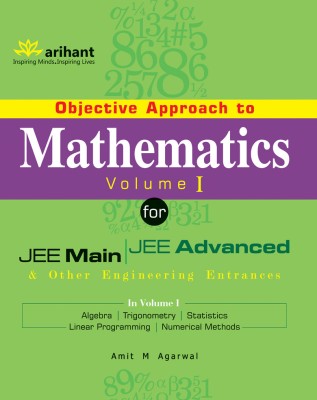 arihant
Inspiring Minds. Inspiring Lives
Objective Approach to
Mathematics
Volume I
for
JEE Main | JEE Advanced
& Other Engineering Entrances
In Volume I
Algebra | Trigonometry | Statistics
Linear Programming | Numerical Methods
Amit M Agarwal